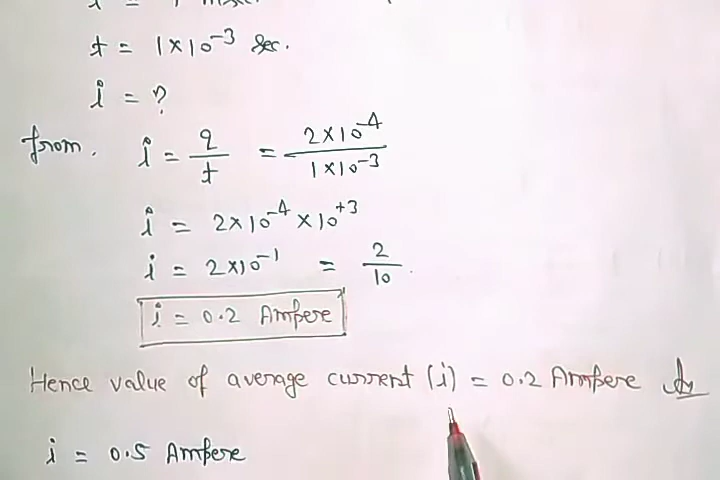 t = 1×10⁻³ Sec.
i = ?
from. i = q/t = 2×10⁻⁴/1×10⁻³
i = 2×10⁻⁴ × 10⁺³
i = 2×10⁻¹ = 2/10.
i = 0.2 Ampere
Hence value of average current (i) = 0.2 Ampere
i = 0.5 Ampere